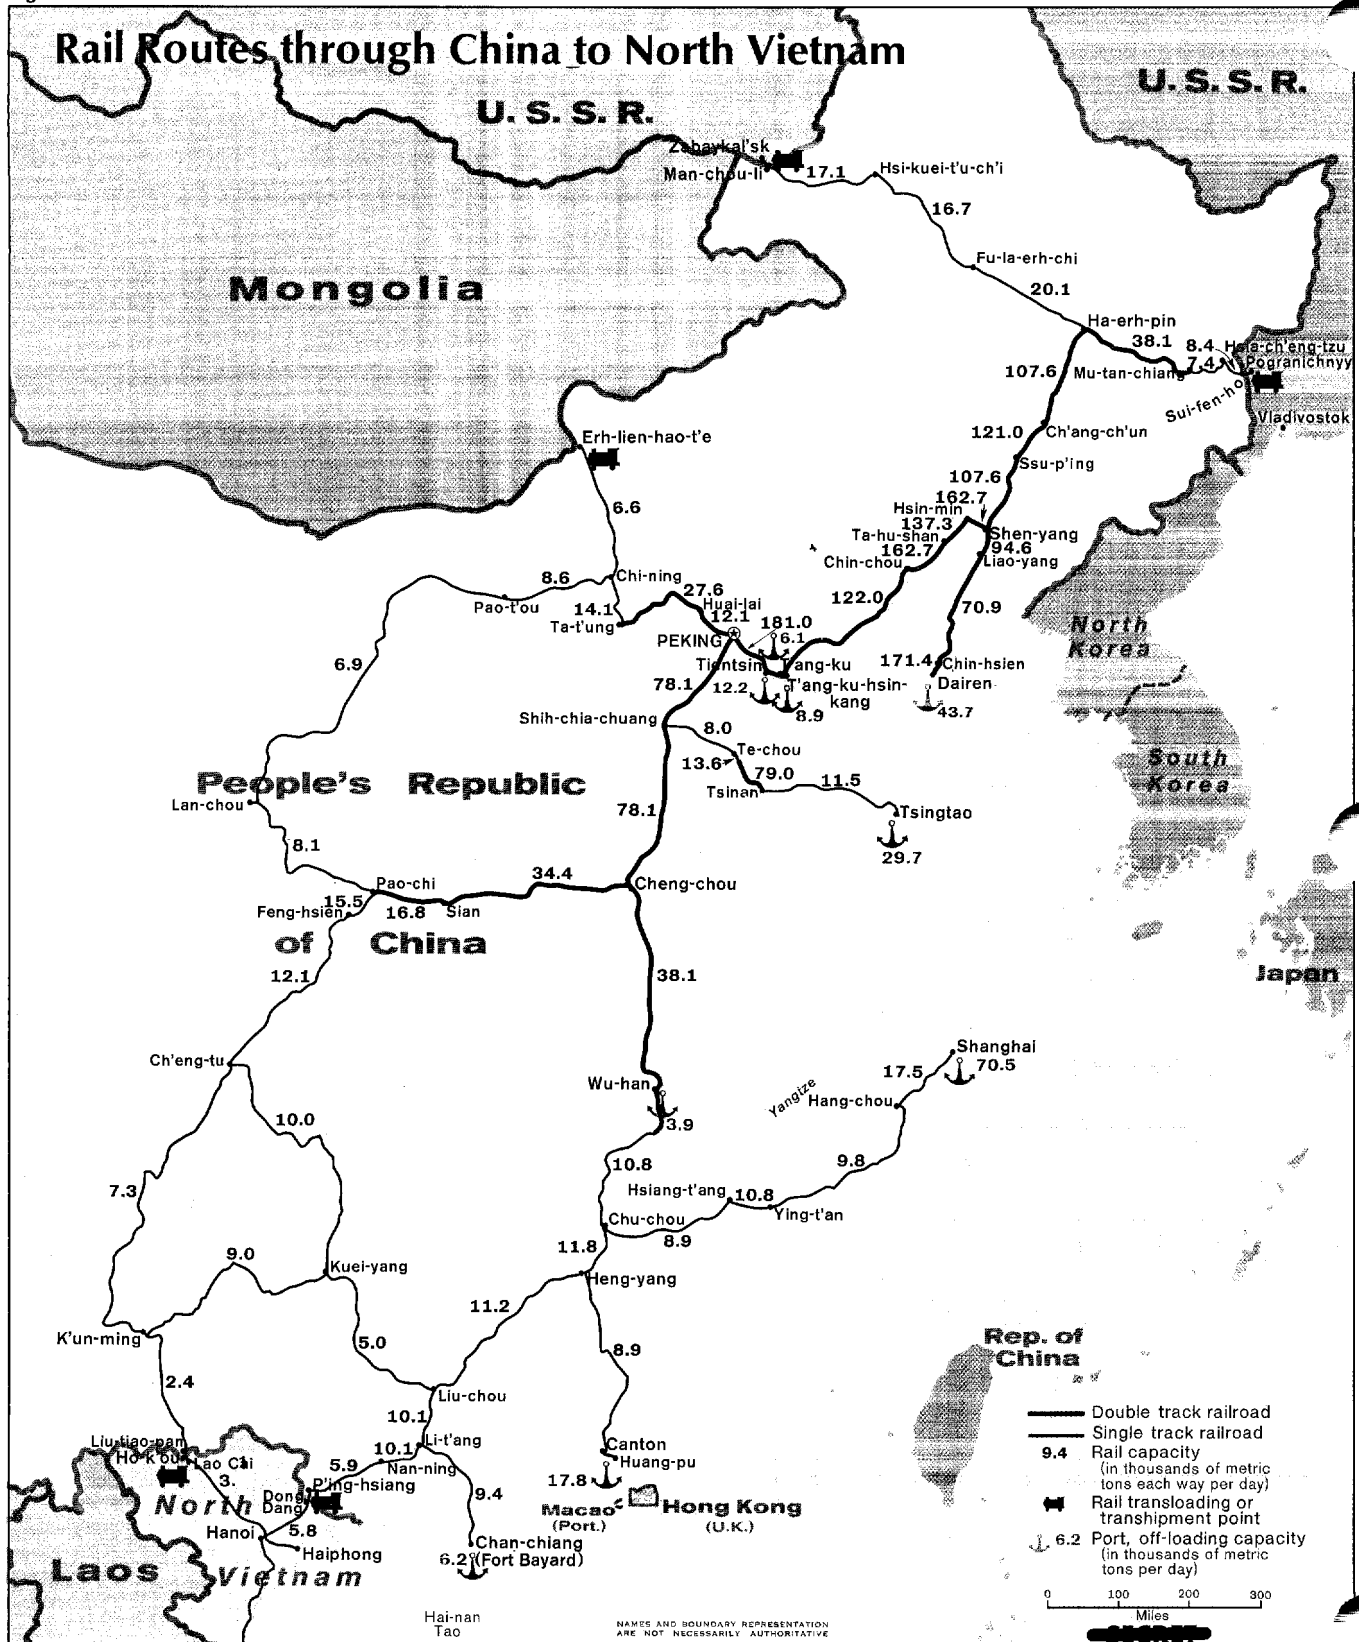 Rail Routes through China to North Vietnam
U.S.S.R.
U.S.S.R.
Zabaykal'sk
Man-chou-li
17.1
Hsi-kuei-t'u-ch'i
16.7
Fu-la-erh-chi
20.1
Mongolia
Ha-erh-pin
38.1
8.4
Hsia-ch'eng-tzu
7.4
Pogranichnyy
Mu-tan-chiang
107.6
Sui-fen-ho
Vladivostok
Erh-lien-hao-t'e
121.0
Ch'ang-ch'un
Ssu-p'ing
107.6
6.6
162.7
Hsin-min
137.3
Ta-hu-shan
Shen-yang
162.7
94.6
Chin-chou
Liao-yang
8.6
Chi-ning
27.6
Huai-lai
122.0
70.9
Pao-t'ou
14.1
Ta-t'ung
12.1
181.0
PEKING
6.1
North
Korea
6.9
Tientsin
T'ang-ku
171.4
Chin-hsien
78.1
12.2
T'ang-ku-hsin-
kang
Dairen
8.9
43.7
Shih-chia-chuang
8.0
Te-chou
13.6
79.0
11.5
South
Korea
People's Republic
Tsinan
Lan-chou
78.1
Tsingtao
8.1
29.7
34.4
Pao-chi
Cheng-chou
15.5
Feng-hsien
16.8
Sian
of China
12.1
38.1
Japan
Ch'eng-tu
Shanghai
70.5
17.5
Wu-han
Yangtze
Hang-chou
3.9
10.0
10.8
9.8
7.3
Hsiang-t'ang
10.8
Chu-chou
Ying-t'an
8.9
11.8
9.0
Kuei-yang
Heng-yang
11.2
K'un-ming
5.0
8.9
Rep. of
China
2.4
Liu-chou
10.1
Li-t'ang
10.1
Nan-ning
Canton
Huang-pu
Liu-tiao-pan
Ho-k'ou
Lao Cai
3.1
5.9
P'ing-hsiang
17.8
9.4
Dong
Dang
North
Macao
(Port.)
Hong Kong
(U.K.)
Hanoi
5.8
Haiphong
Chan-chiang
6.2
(Fort Bayard)
Laos
Vietnam
Hai-nan
Tao
Double track railroad
Single track railroad
9.4 Rail capacity
(in thousands of metric
tons each way per day)
Rail transloading or
transhipment point
6.2 Port, off-loading capacity
(in thousands of metric
tons per day)
0 100 200 300
Miles
NAMES AND BOUNDARY REPRESENTATION
ARE NOT NECESSARILY AUTHORITATIVE